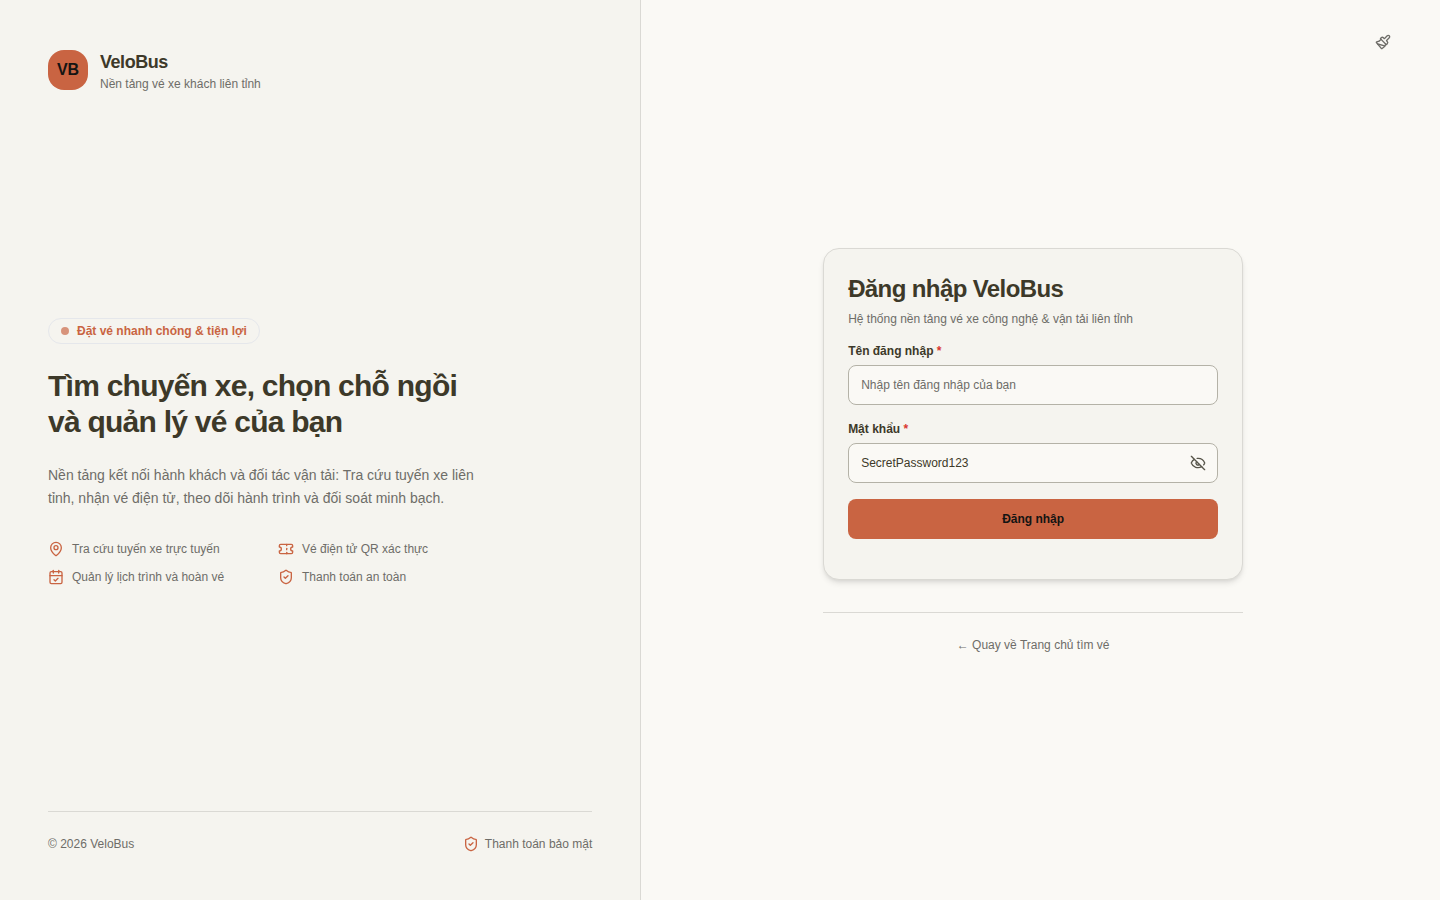 VB
VeloBus
Nền tảng vé xe khách liên tỉnh
Đặt vé nhanh chóng & tiện lợi
Tìm chuyến xe, chọn chỗ ngồi
và quản lý vé của bạn
Nền tảng kết nối hành khách và đối tác vận tải: Tra cứu tuyến xe liên
tỉnh, nhận vé điện tử, theo dõi hành trình và đối soát minh bạch.
Tra cứu tuyến xe trực tuyến
Vé điện tử QR xác thực
Quản lý lịch trình và hoàn vé
Thanh toán an toàn
© 2026 VeloBus
Thanh toán bảo mật
Đăng nhập VeloBus
Hệ thống nền tảng vé xe công nghệ & vận tải liên tỉnh
Tên đăng nhập *
Nhập tên đăng nhập của bạn
Mật khẩu *
SecretPassword123
Đăng nhập
← Quay về Trang chủ tìm vé